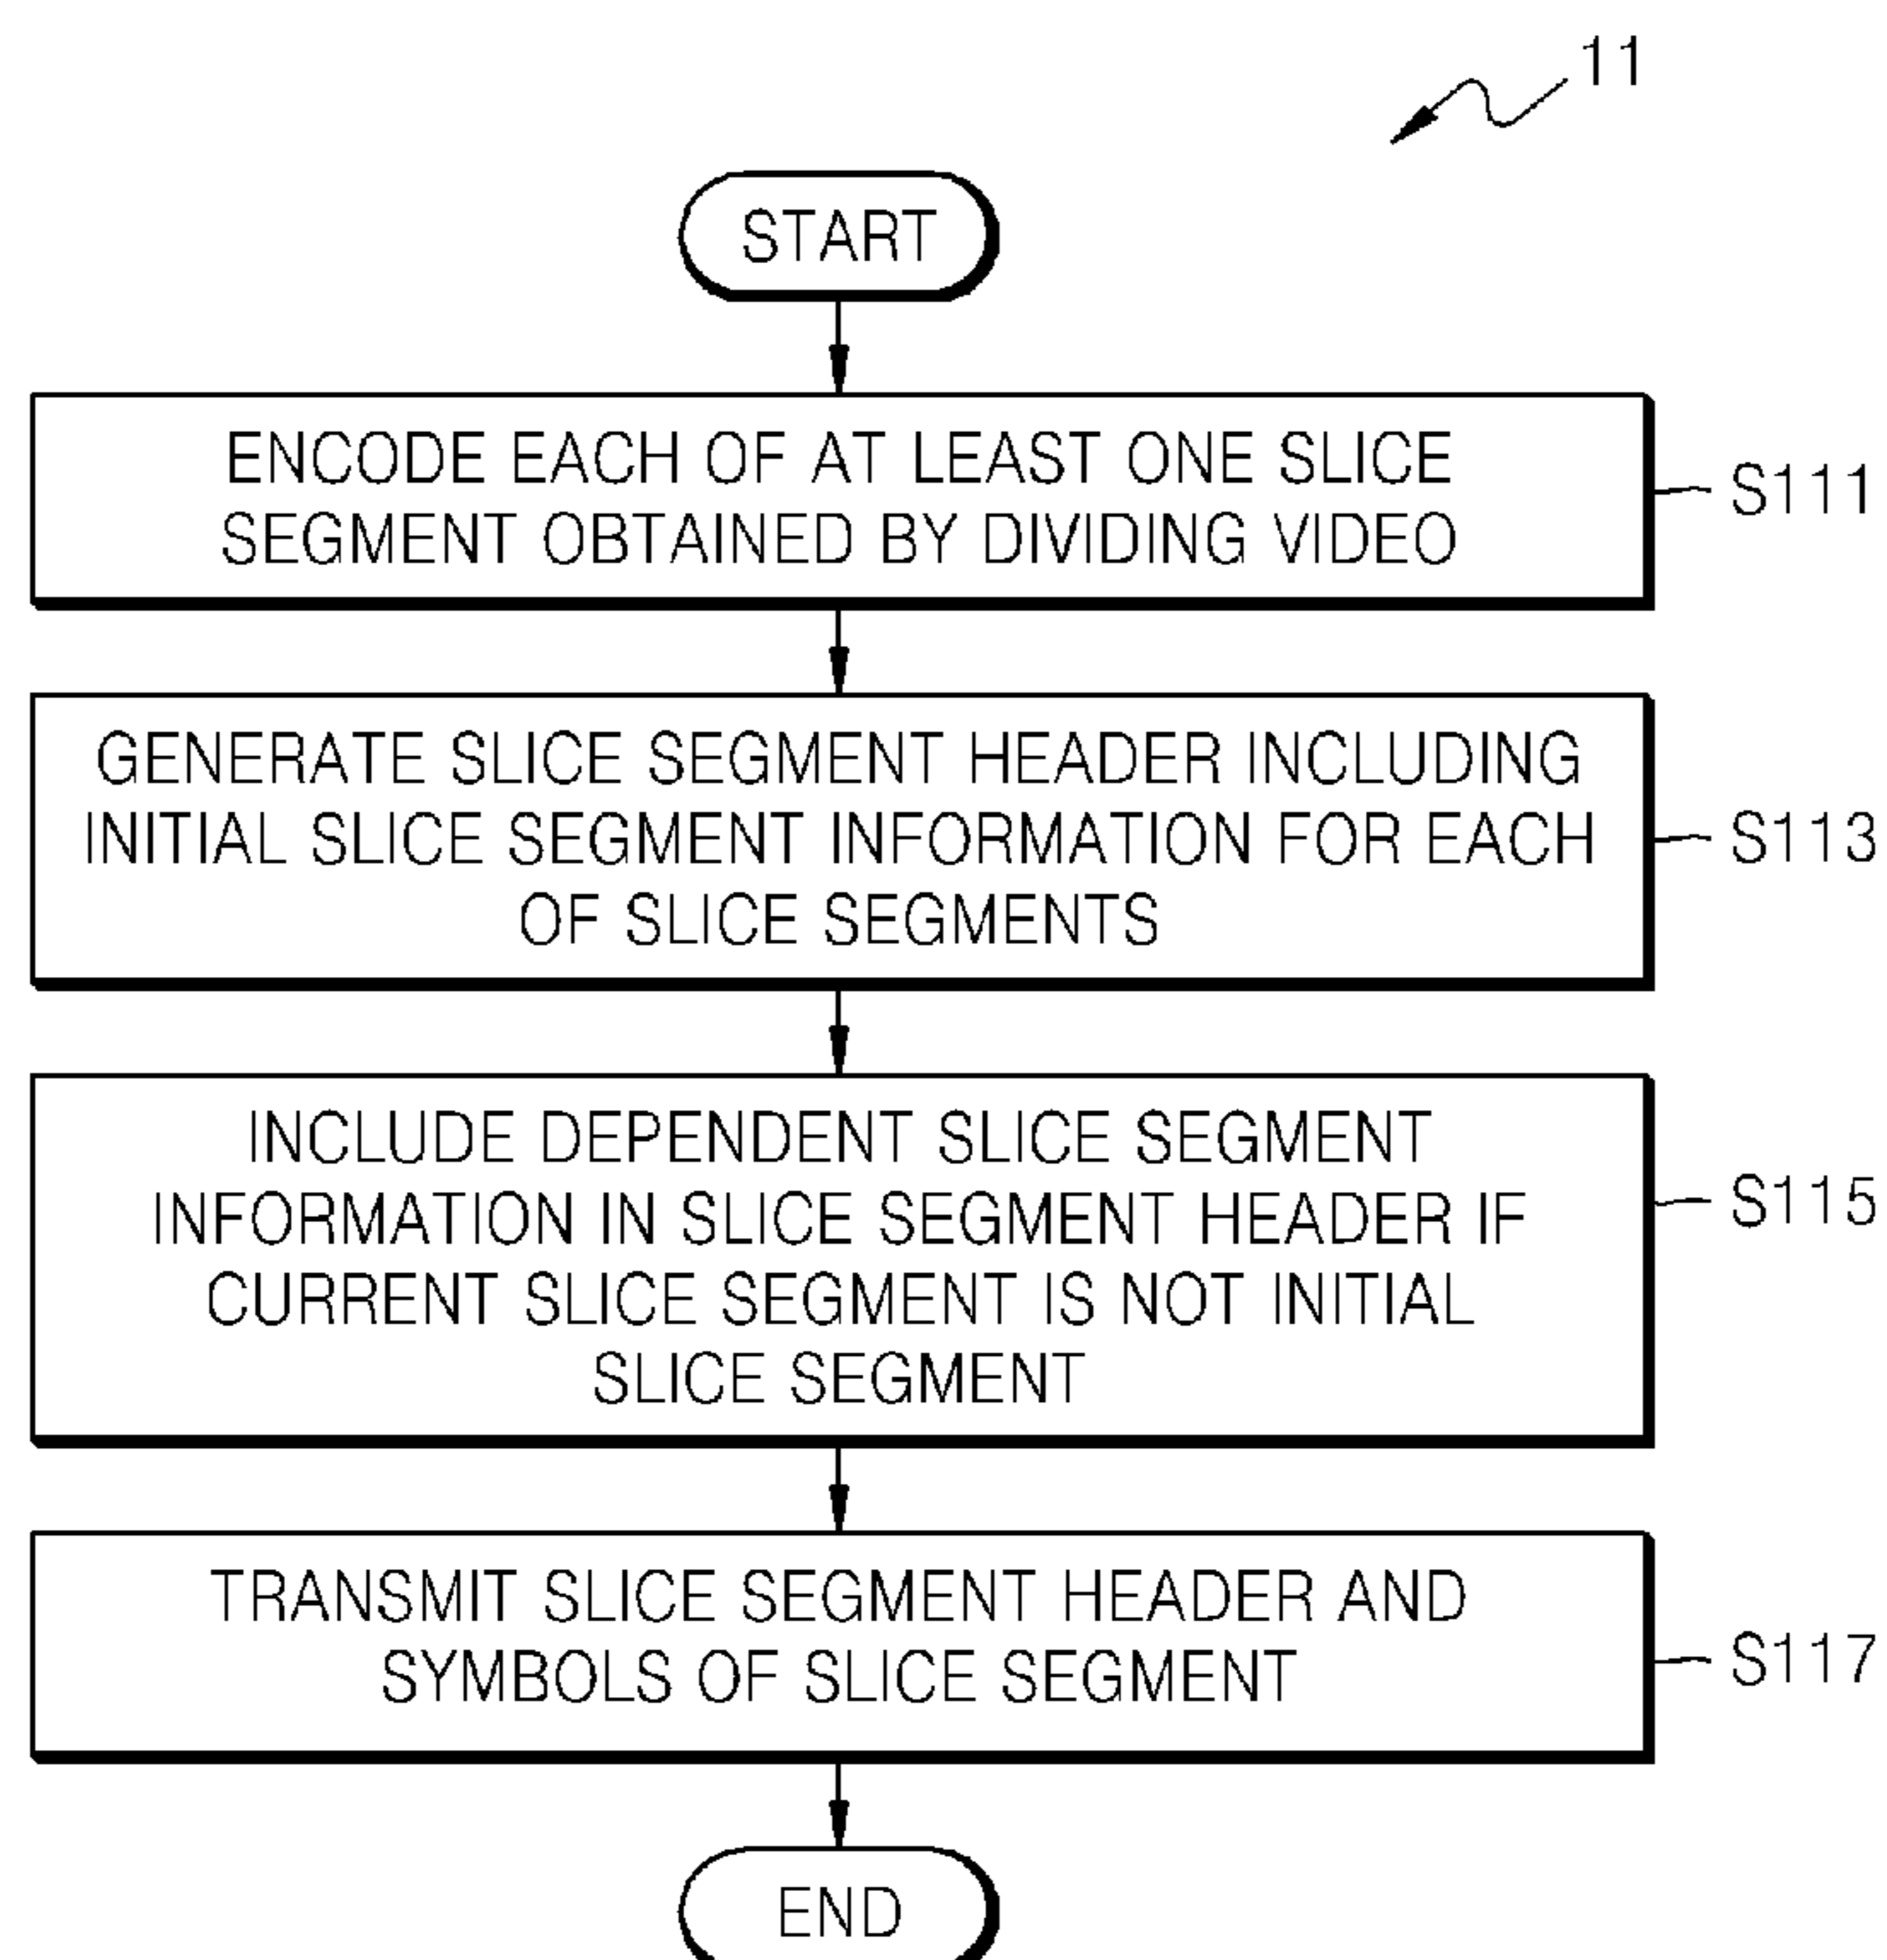 11
START
ENCODE EACH OF AT LEAST ONE SLICE
SEGMENT OBTAINED BY DIVIDING VIDEO
S111
GENERATE SLICE SEGMENT HEADER INCLUDING
INITIAL SLICE SEGMENT INFORMATION FOR EACH
OF SLICE SEGMENTS
S113
INCLUDE DEPENDENT SLICE SEGMENT
INFORMATION IN SLICE SEGMENT HEADER IF
CURRENT SLICE SEGMENT IS NOT INITIAL
SLICE SEGMENT
S115
TRANSMIT SLICE SEGMENT HEADER AND
SYMBOLS OF SLICE SEGMENT
S117
END